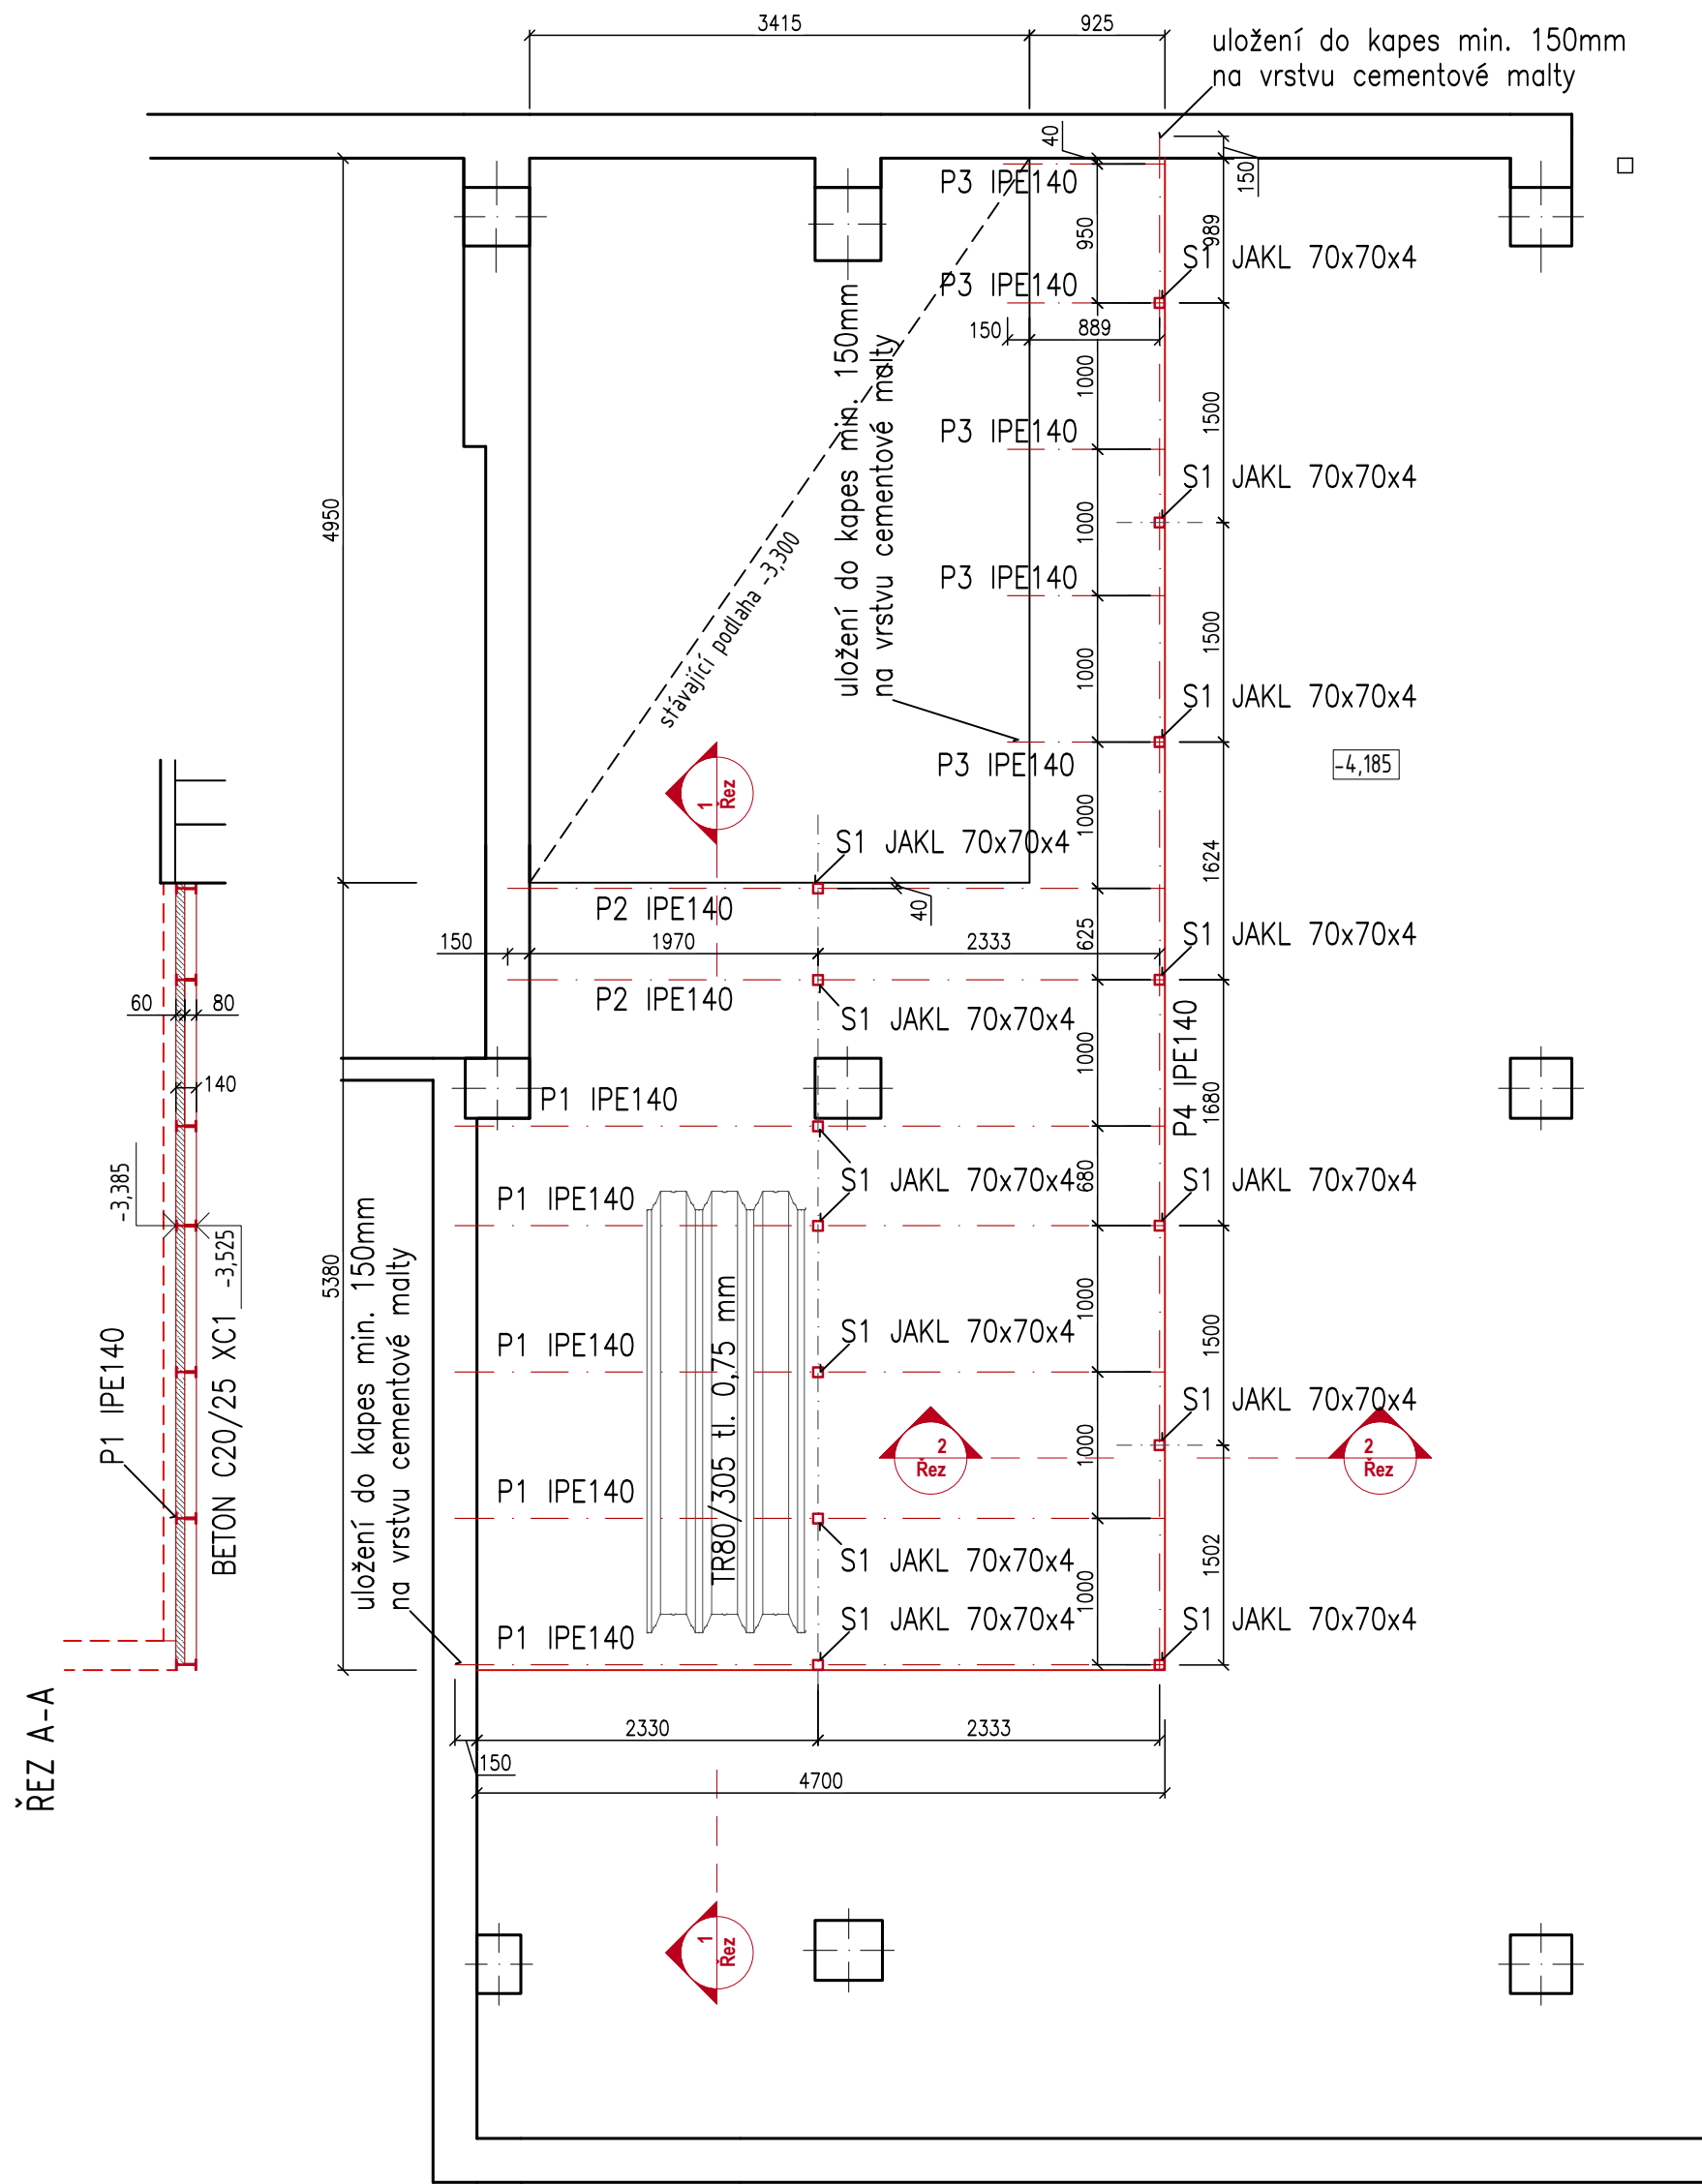 3415
925
uložení do kapes min. 150mm
na vrstvu cementové malty
40
150
P3 IPE140
950
989
S1 JAKL 70x70x4
P3 IPE140
150
889
uložení do kapes min. 150mm
na vrstvu cementové malty
1000
1500
P3 IPE140
S1 JAKL 70x70x4
4950
1000
stávající podlaha -3,300
P3 IPE140
1500
1000
S1 JAKL 70x70x4
P3 IPE140
-4,185
1
Řez
1000
S1 JAKL 70x70x4
1624
P2 IPE140
40
625
S1 JAKL 70x70x4
150
1970
2333
P2 IPE140
S1 JAKL 70x70x4
60
80
140
1000
P4 IPE140
1680
P1 IPE140
-3,385
-3,525
680
S1 JAKL 70x70x4
S1 JAKL 70x70x4
P1 IPE140
5380
uložení do kapes min. 150mm
na vrstvu cementové malty
P1 IPE140
BETON C20/25 XC1
TR80/305 tl. 0,75 mm
1000
1500
S1 JAKL 70x70x4
P1 IPE140
S1 JAKL 70x70x4
2
Řez
2
Řez
1000
P1 IPE140
S1 JAKL 70x70x4
1502
1000
P1 IPE140
S1 JAKL 70x70x4
S1 JAKL 70x70x4
ŘEZ A-A
2330
2333
150
4700
1
Řez